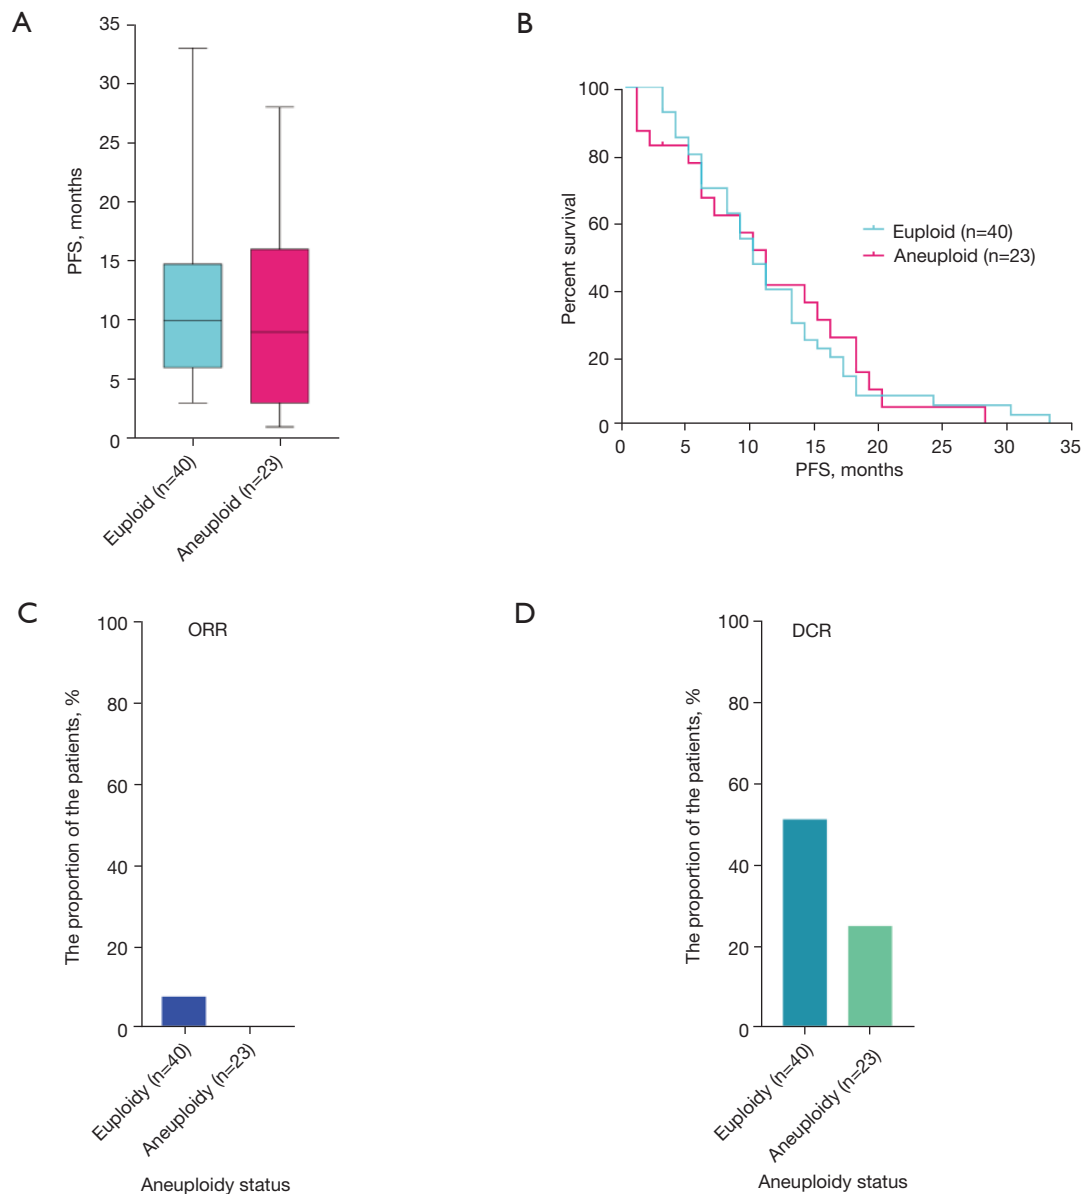 A
35
30
25
20
15
10
5
0
PFS, months
Euploid (n=40)
Aneuploid (n=23)
B
100
80
60
40
20
0
Percent survival
Euploid (n=40)
Aneuploid (n=23)
0 5 10 15 20 25 30 35
PFS, months
C
ORR
100
80
60
40
20
0
The proportion of the patients, %
Euploidy (n=40)
Aneuploidy (n=23)
Aneuploidy status
D
DCR
100
80
60
40
20
0
The proportion of the patients, %
Euploidy (n=40)
Aneuploidy (n=23)
Aneuploidy status